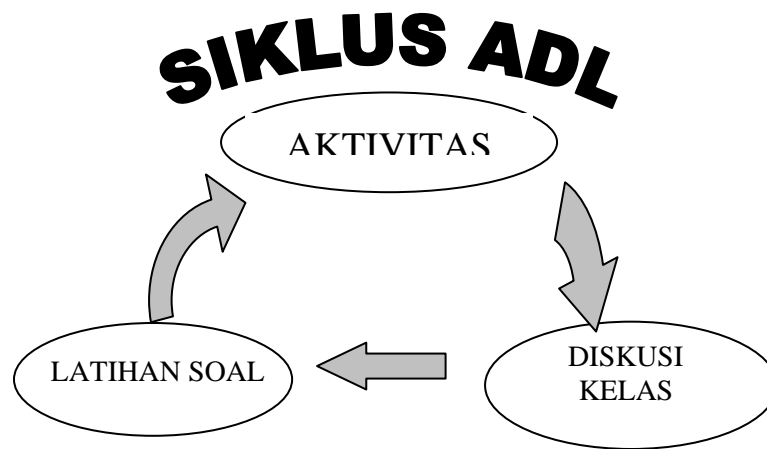 SIKLUS ADL
AKTIVITAS
DISKUSI
KELAS
LATIHAN SOAL